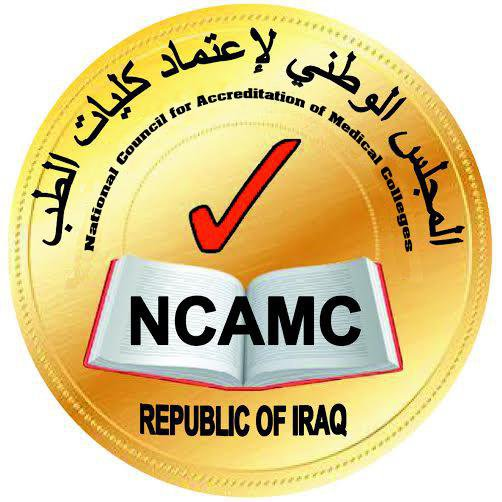 المجلس الوطني لإعتماد كليات الطب
National Council for Accreditation of Medical Colleges
NCAMC
REPUBLIC OF IRAQ